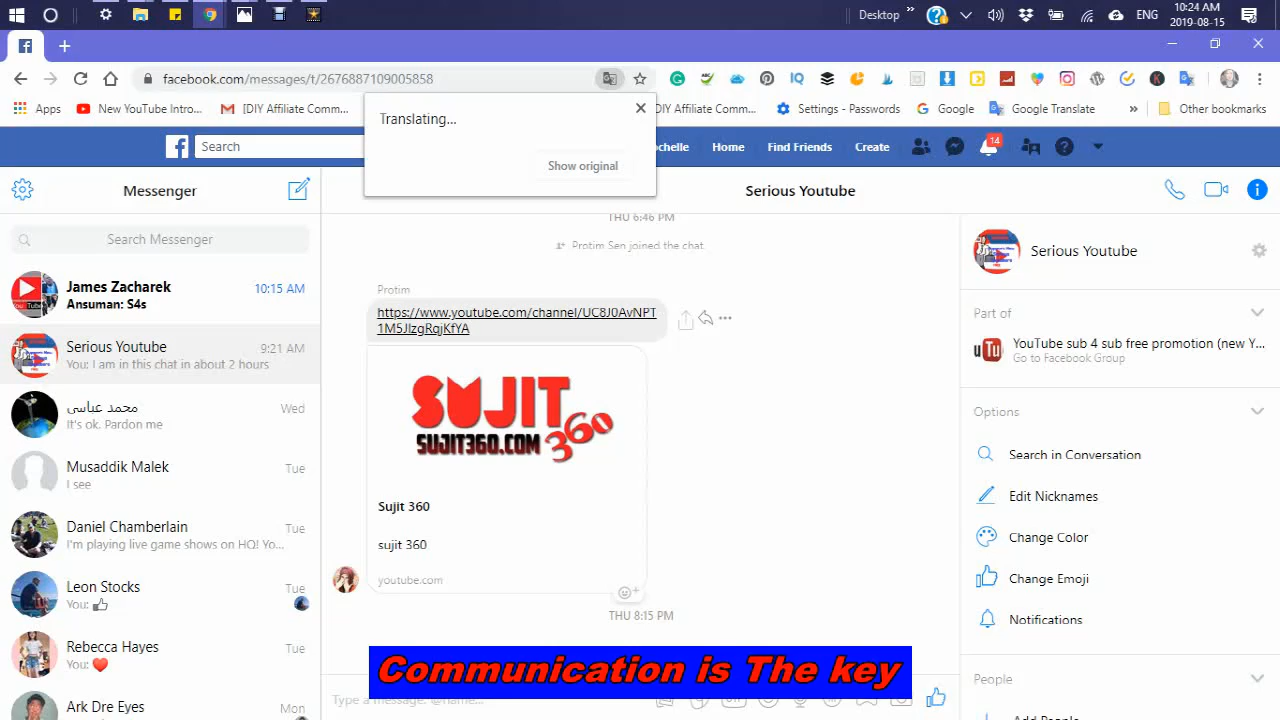 Desktop
ENG
10:24 AM
2019-08-15
facebook.com/messages/t/2676887109005858
Apps
New YouTube Intro...
[DIY Affiliate Comm...
DIY Affiliate Comm...
Settings - Passwords
Google
Google Translate
Other bookmarks
Translating...
Show original
Search
ochelle
Home
Find Friends
Create
14
Messenger
Serious Youtube
Search Messenger
James Zacharek
10:15 AM
Ansuman: S4s
Serious Youtube
9:21 AM
You: I am in this chat in about 2 hours
محمد عباسی
Wed
It's ok. Pardon me
Musaddik Malek
Tue
I see
Daniel Chamberlain
Tue
I'm playing live game shows on HQ! Yo...
Leon Stocks
Tue
You:
Rebecca Hayes
Tue
You:
Ark Dre Eyes
Mon
THU 6:46 PM
Protim Sen joined the chat.
Protim
https://www.youtube.com/channel/UC8J0AvNPT
1M5JIzgRqjKfYA
SUJIT
360
SUJIT360.COM
Sujit 360
sujit 360
youtube.com
THU 8:15 PM
Communication is The key
Type a message, @name...
Serious Youtube
Part of
YouTube sub 4 sub free promotion (new Y...
Go to Facebook Group
Options
Search in Conversation
Edit Nicknames
Change Color
Change Emoji
Notifications
People